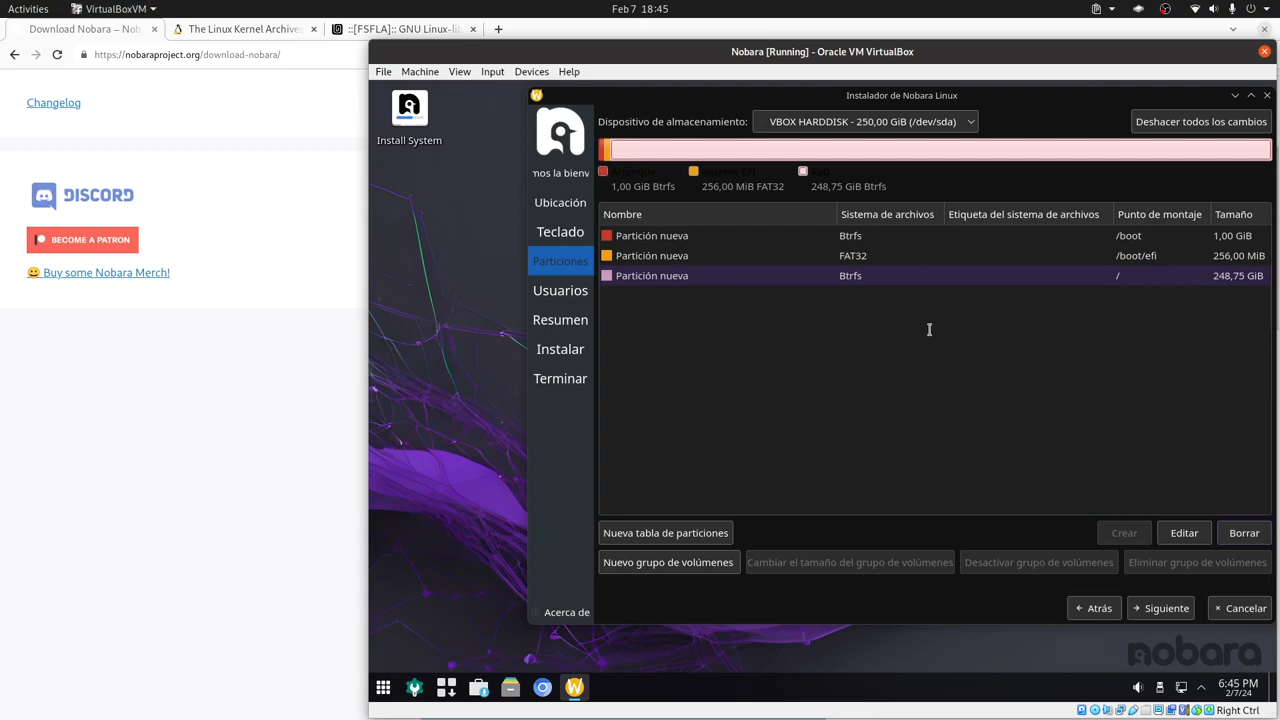 Activities
VirtualBoxVM
Feb 7 18:45
Download Nobara – Nob
The Linux Kernel Archives
::[FSFLA]:: GNU Linux-lib
https://nobaraproject.org/download-nobara/
Changelog
DISCORD
BECOME A PATRON
😀 Buy some Nobara Merch!
Nobara [Running] - Oracle VM VirtualBox
File Machine View Input Devices Help
Install System
Instalador de Nobara Linux
Dispositivo de almacenamiento:
VBOX HARDDISK - 250,00 GiB (/dev/sda)
Deshacer todos los cambios
1,00 GiB Btrfs
256,00 MiB FAT32
248,75 GiB Btrfs
mos la bienv
Ubicación
Teclado
Particiones
Usuarios
Resumen
Instalar
Terminar
Acerca de
Nombre Sistema de archivos Etiqueta del sistema de archivos Punto de montaje Tamaño
Partición nueva Btrfs /boot 1,00 GiB
Partición nueva FAT32 /boot/efi 256,00 MiB
Partición nueva Btrfs / 248,75 GiB
Nueva tabla de particiones
Crear
Editar
Borrar
Nuevo grupo de volúmenes
Cambiar el tamaño del grupo de volúmenes
Desactivar grupo de volúmenes
Eliminar grupo de volúmenes
Atrás
Siguiente
Cancelar
nobara
6:45 PM
2/7/24
Right Ctrl